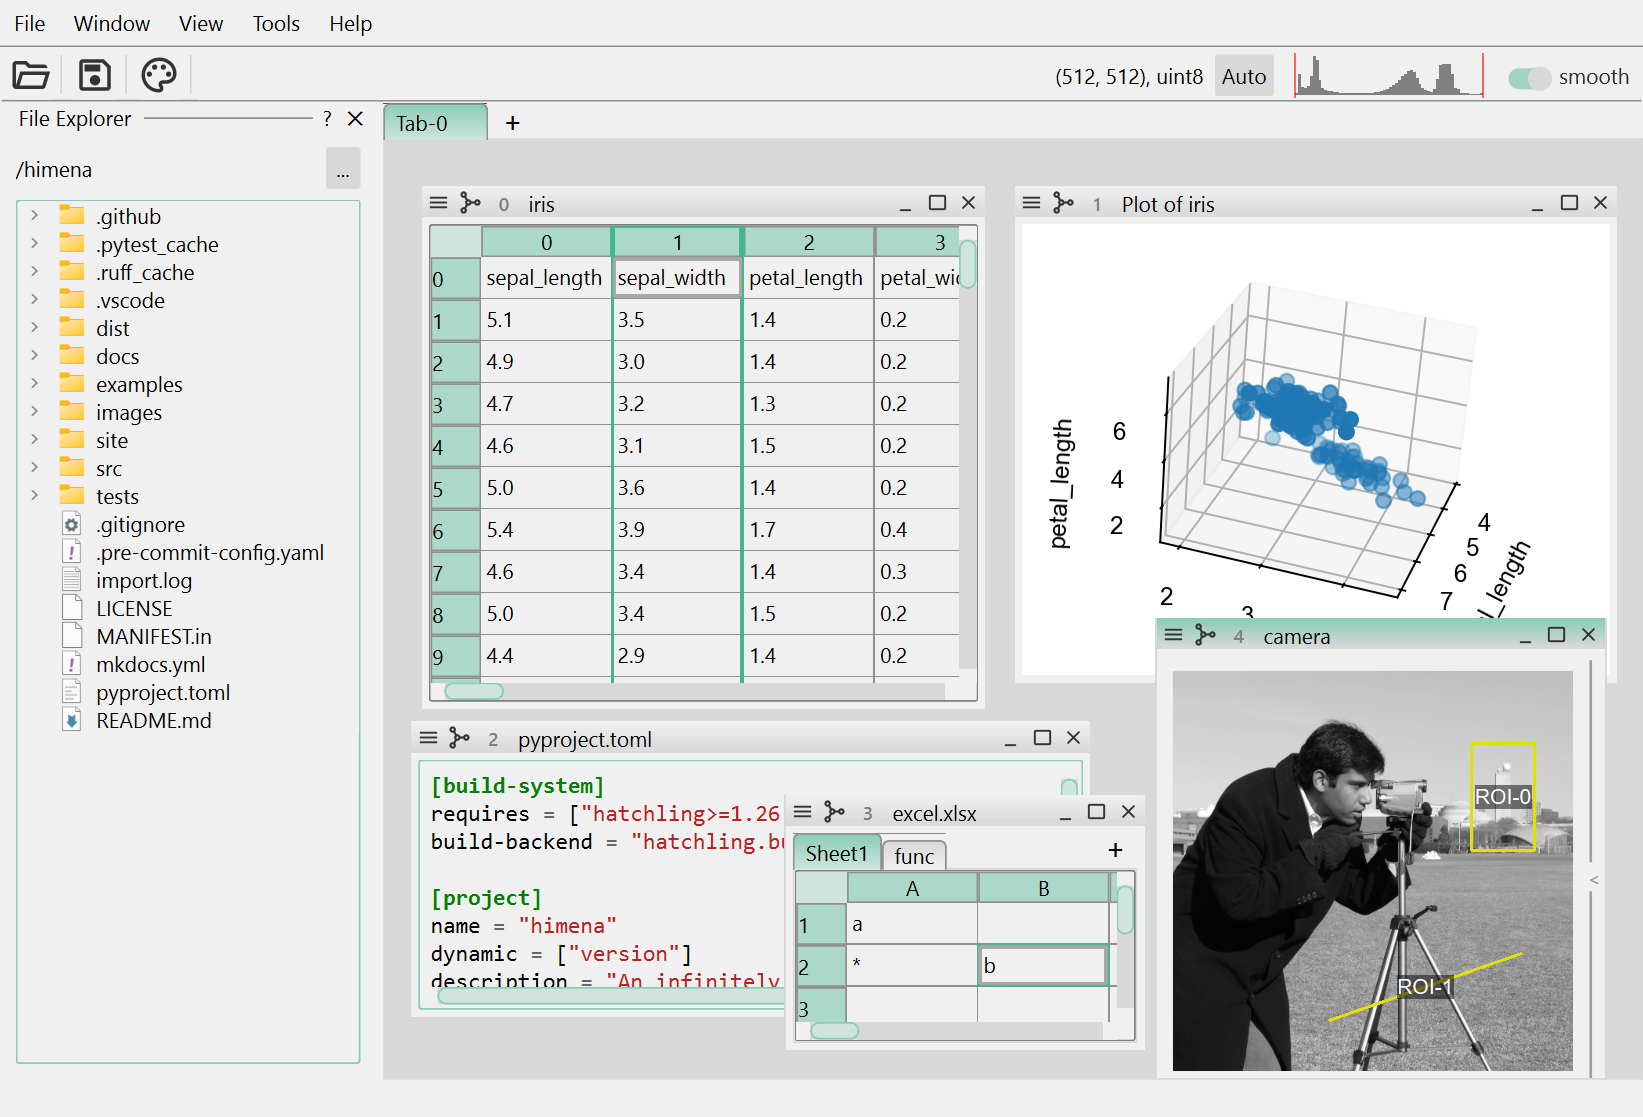 File Window View Tools Help
(512, 512), uint8 Auto smooth
File Explorer ?
/himena ...
.github
.pytest_cache
.ruff_cache
.vscode
dist
docs
examples
images
site
src
tests
.gitignore
.pre-commit-config.yaml
import.log
LICENSE
MANIFEST.in
mkdocs.yml
pyproject.toml
README.md
Tab-0 +
0 iris
0 1 2 3
0 sepal_length sepal_width petal_length petal_wi
1 5.1 3.5 1.4 0.2
2 4.9 3.0 1.4 0.2
3 4.7 3.2 1.3 0.2
4 4.6 3.1 1.5 0.2
5 5.0 3.6 1.4 0.2
6 5.4 3.9 1.7 0.4
7 4.6 3.4 1.4 0.3
8 5.0 3.4 1.5 0.2
9 4.4 2.9 1.4 0.2
1 Plot of iris
petal_length
6
4
2
2
3
4
5
6
7
l_length
2 pyproject.toml
[build-system]
requires = ["hatchling>=1.26
build-backend = "hatchling.bu
[project]
name = "himena"
dynamic = ["version"]
description = "An infinitely
3 excel.xlsx
Sheet1 func +
A B
1 a
2 * b
3
4 camera
ROI-0
ROI-1
<